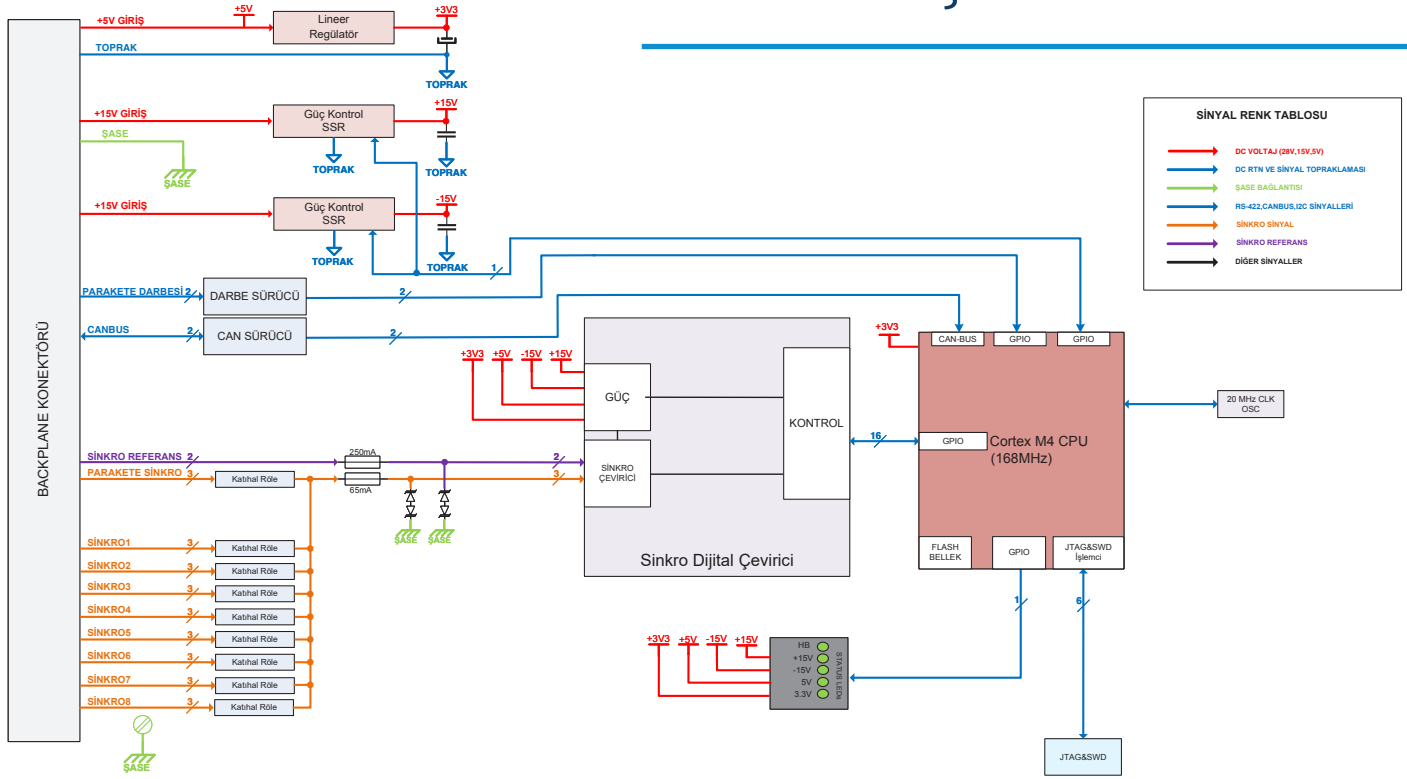 +5V GİRİŞ
+5V
Lineer
Regülatör
+3V3
TOPRAK
TOPRAK
+15V GİRİŞ
Güç Kontrol
SSR
+15V
ŞASE
ŞASE
TOPRAK
TOPRAK
+15V GİRİŞ
Güç Kontrol
SSR
-15V
TOPRAK
TOPRAK
1
PARAKETE DARBESİ
2
DARBE SÜRÜCÜ
2
CANBUS
2
CAN SÜRÜCÜ
2
BACKPLANE KONEKTÖRÜ
SİNYAL RENK TABLOSU
DC VOLTAJ (28V,15V,5V)
DC RTN VE SİNYAL TOPRAKLAMASI
ŞASE BAĞLANTISI
RS-422,CANBUS,I2C SİNYALLERİ
SİNKRO SİNYAL
SİNKRO REFERANS
DİĞER SİNYALLER
+3V3
+5V
-15V
+15V
GÜÇ
KONTROL
SİNKRO
ÇEVİRİCİ
Sinkro Dijital Çevirici
16
+3V3
CAN-BUS
GPIO
GPIO
GPIO
Cortex M4 CPU
(168MHz)
FLASH
BELLEK
GPIO
JTAG&SWD
İşlemci
20 MHz CLK
OSC
SİNKRO REFERANS
2
250mA
2
PARAKETE SİNKRO
3
Katıhal Röle
65mA
3
ŞASE
ŞASE
SİNKRO1
3
Katıhal Röle
SİNKRO2
3
Katıhal Röle
SİNKRO3
3
Katıhal Röle
SİNKRO4
3
Katıhal Röle
SİNKRO5
3
Katıhal Röle
SİNKRO6
3
Katıhal Röle
SİNKRO7
3
Katıhal Röle
SİNKRO8
3
Katıhal Röle
ŞASE
+3V3
+5V
-15V
+15V
HB
+15V
-15V
5V
3.3V
STATUS LEDs
1
6
JTAG&SWD